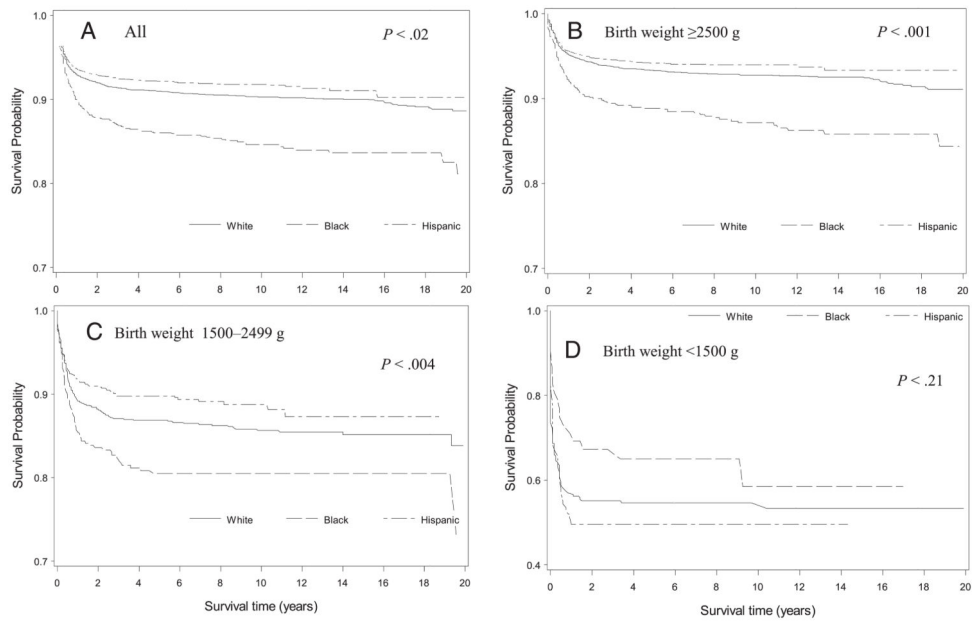 A All P < .02
1.0
0.9
0.8
0.7
Survival Probability
White Black Hispanic
0 2 4 6 8 10 12 14 16 18 20
B Birth weight ≥2500 g P < .001
1.0
0.9
0.8
0.7
Survival Probability
White Black Hispanic
0 2 4 6 8 10 12 14 16 18 20
C Birth weight 1500–2499 g
P < .004
1.0
0.9
0.8
0.7
Survival Probability
White Black Hispanic
0 2 4 6 8 10 12 14 16 18 20
Survival time (years)
White Black Hispanic
D Birth weight <1500 g
P < .21
1.0
0.8
0.6
0.4
Survival Probability
0 2 4 6 8 10 12 14 16 18 20
Survival time (years)